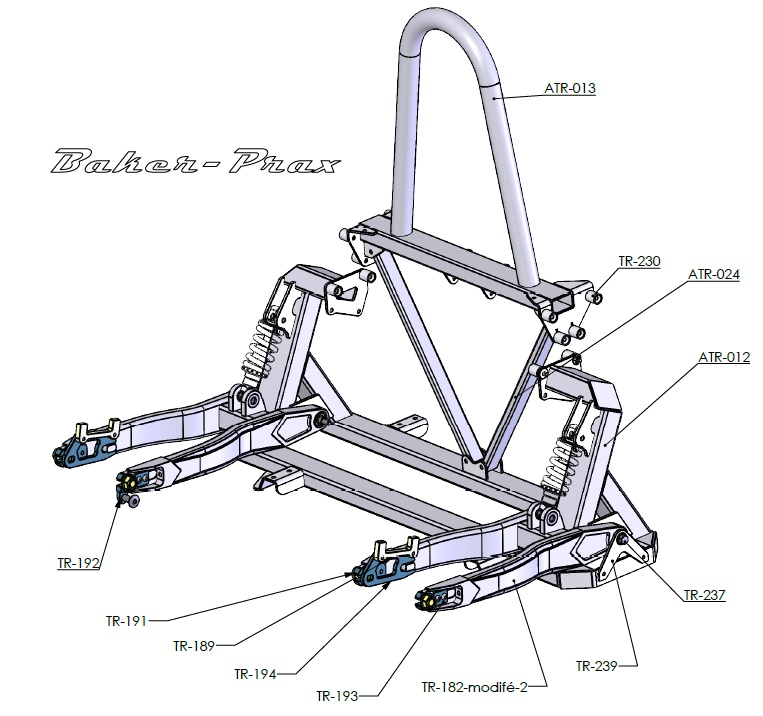 ATR-013
Baker-Prax
TR-230
ATR-024
ATR-012
TR-192
TR-237
TR-191
TR-189
TR-239
TR-194
TR-182-modifé-2
TR-193